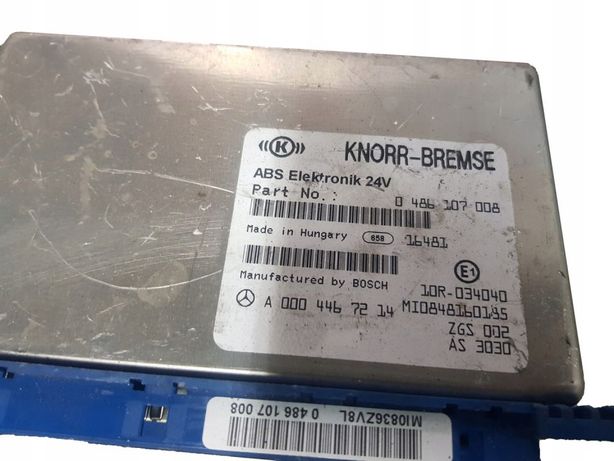 K
KNORR-BREMSE
ABS Elektronik 24V
Part No.: 0 486 107 008
Made in Hungary 658 16481
E1
Manufactured by BOSCH 10R-034040
A 000 446 72 14 MI0848160185
ZGS 002
AS 3030
MI0836ZV8L
0 486 107 008